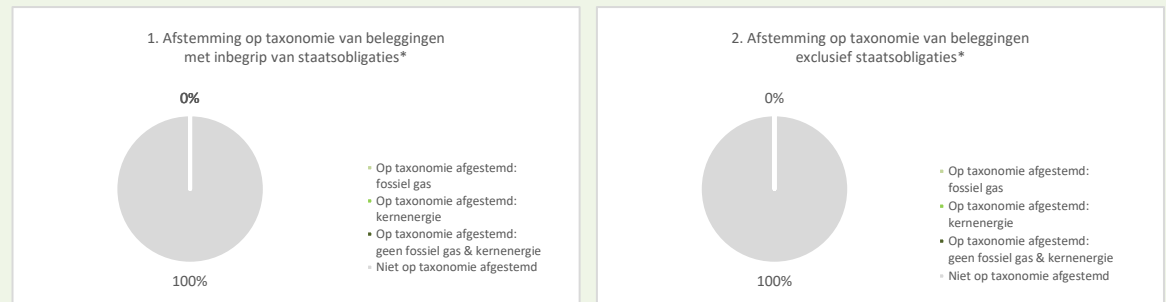 1. Afstemming op taxonomie van beleggingen
met inbegrip van staatsobligaties*
0%
Op taxonomie afgestemd:
fossiel gas
Op taxonomie afgestemd:
kernenergie
Op taxonomie afgestemd:
geen fossiel gas & kernenergie
Niet op taxonomie afgestemd
100%
2. Afstemming op taxonomie van beleggingen
exclusief staatsobligaties*
0%
Op taxonomie afgestemd:
fossiel gas
Op taxonomie afgestemd:
kernenergie
Op taxonomie afgestemd:
geen fossiel gas & kernenergie
Niet op taxonomie afgestemd
100%